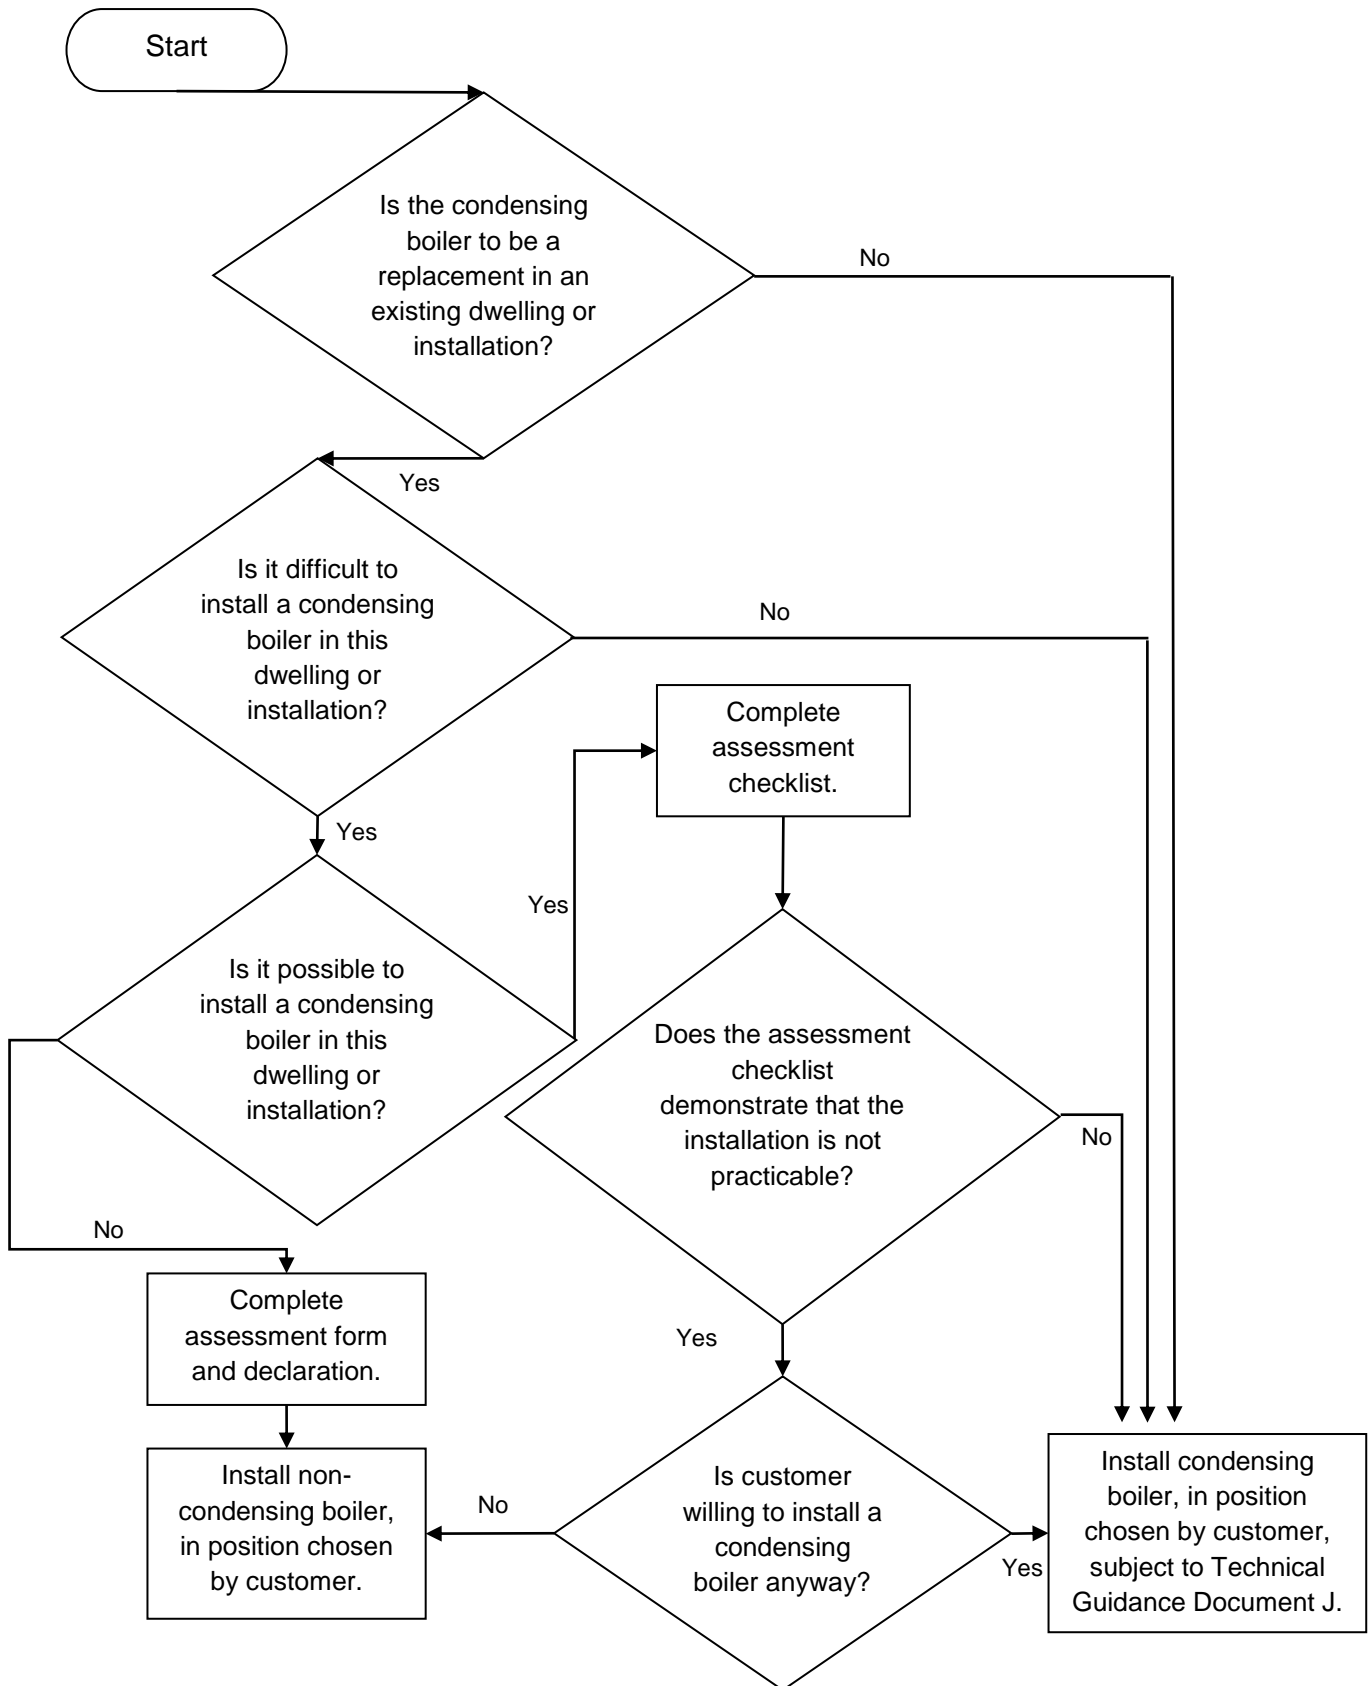 Start
Is the condensing
boiler to be a
replacement in an
existing dwelling or
installation?
No
Yes
Is it difficult to
install a condensing
boiler in this
dwelling or
installation?
No
Yes
Complete
assessment
checklist.
Yes
Is it possible to
install a condensing
boiler in this
dwelling or
installation?
Does the assessment
checklist
demonstrate that the
installation is not
practicable?
No
No
Complete
assessment form
and declaration.
Yes
Install non-
condensing boiler,
in position chosen
by customer.
No
Is customer
willing to install a
condensing
boiler anyway?
Yes
Install condensing
boiler, in position
chosen by customer,
subject to Technical
Guidance Document J.